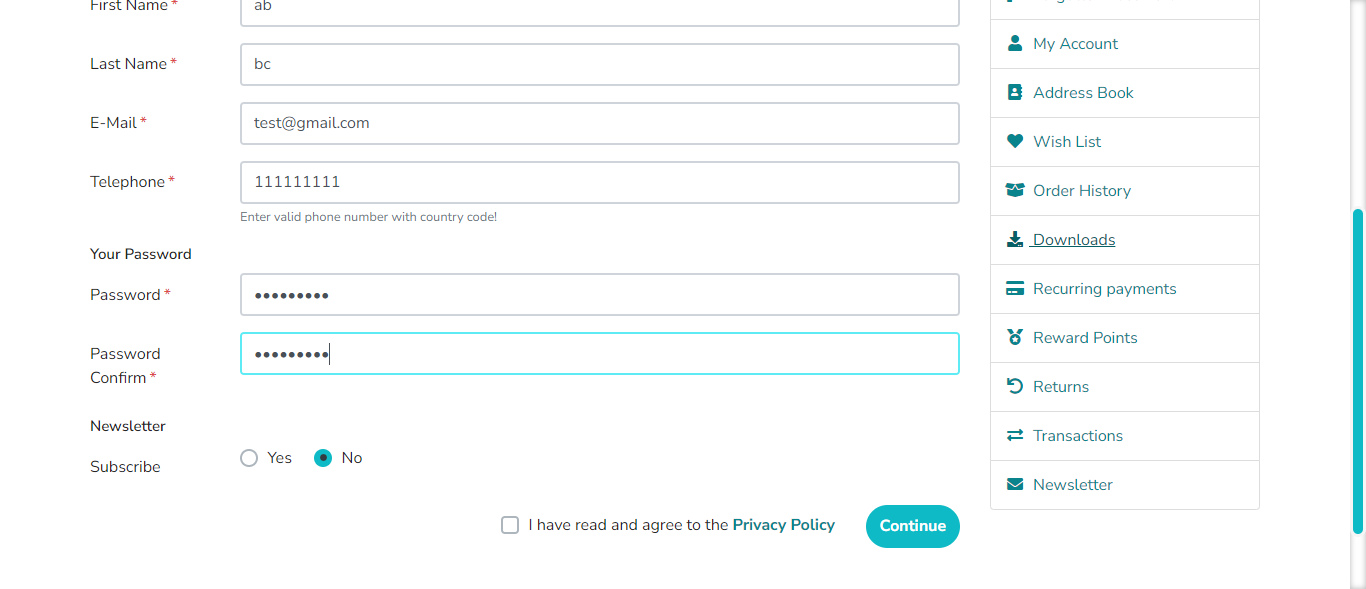 First Name *
ab
Last Name *
bc
E-Mail *
test@gmail.com
Telephone *
111111111
Enter valid phone number with country code!
Your Password
Password *
•••••••••
Password
Confirm *
•••••••••
Newsletter
Subscribe
Yes
No
I have read and agree to the Privacy Policy
Continue
My Account
Address Book
Wish List
Order History
Downloads
Recurring payments
Reward Points
Returns
Transactions
Newsletter